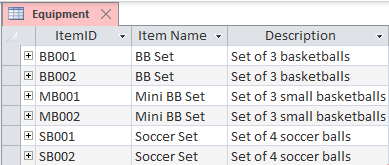 Equipment
ItemID Item Name Description
BB001 BB Set Set of 3 basketballs
BB002 BB Set Set of 3 basketballs
MB001 Mini BB Set Set of 3 small basketballs
MB002 Mini BB Set Set of 3 small basketballs
SB001 Soccer Set Set of 4 soccer balls
SB002 Soccer Set Set of 4 soccer balls